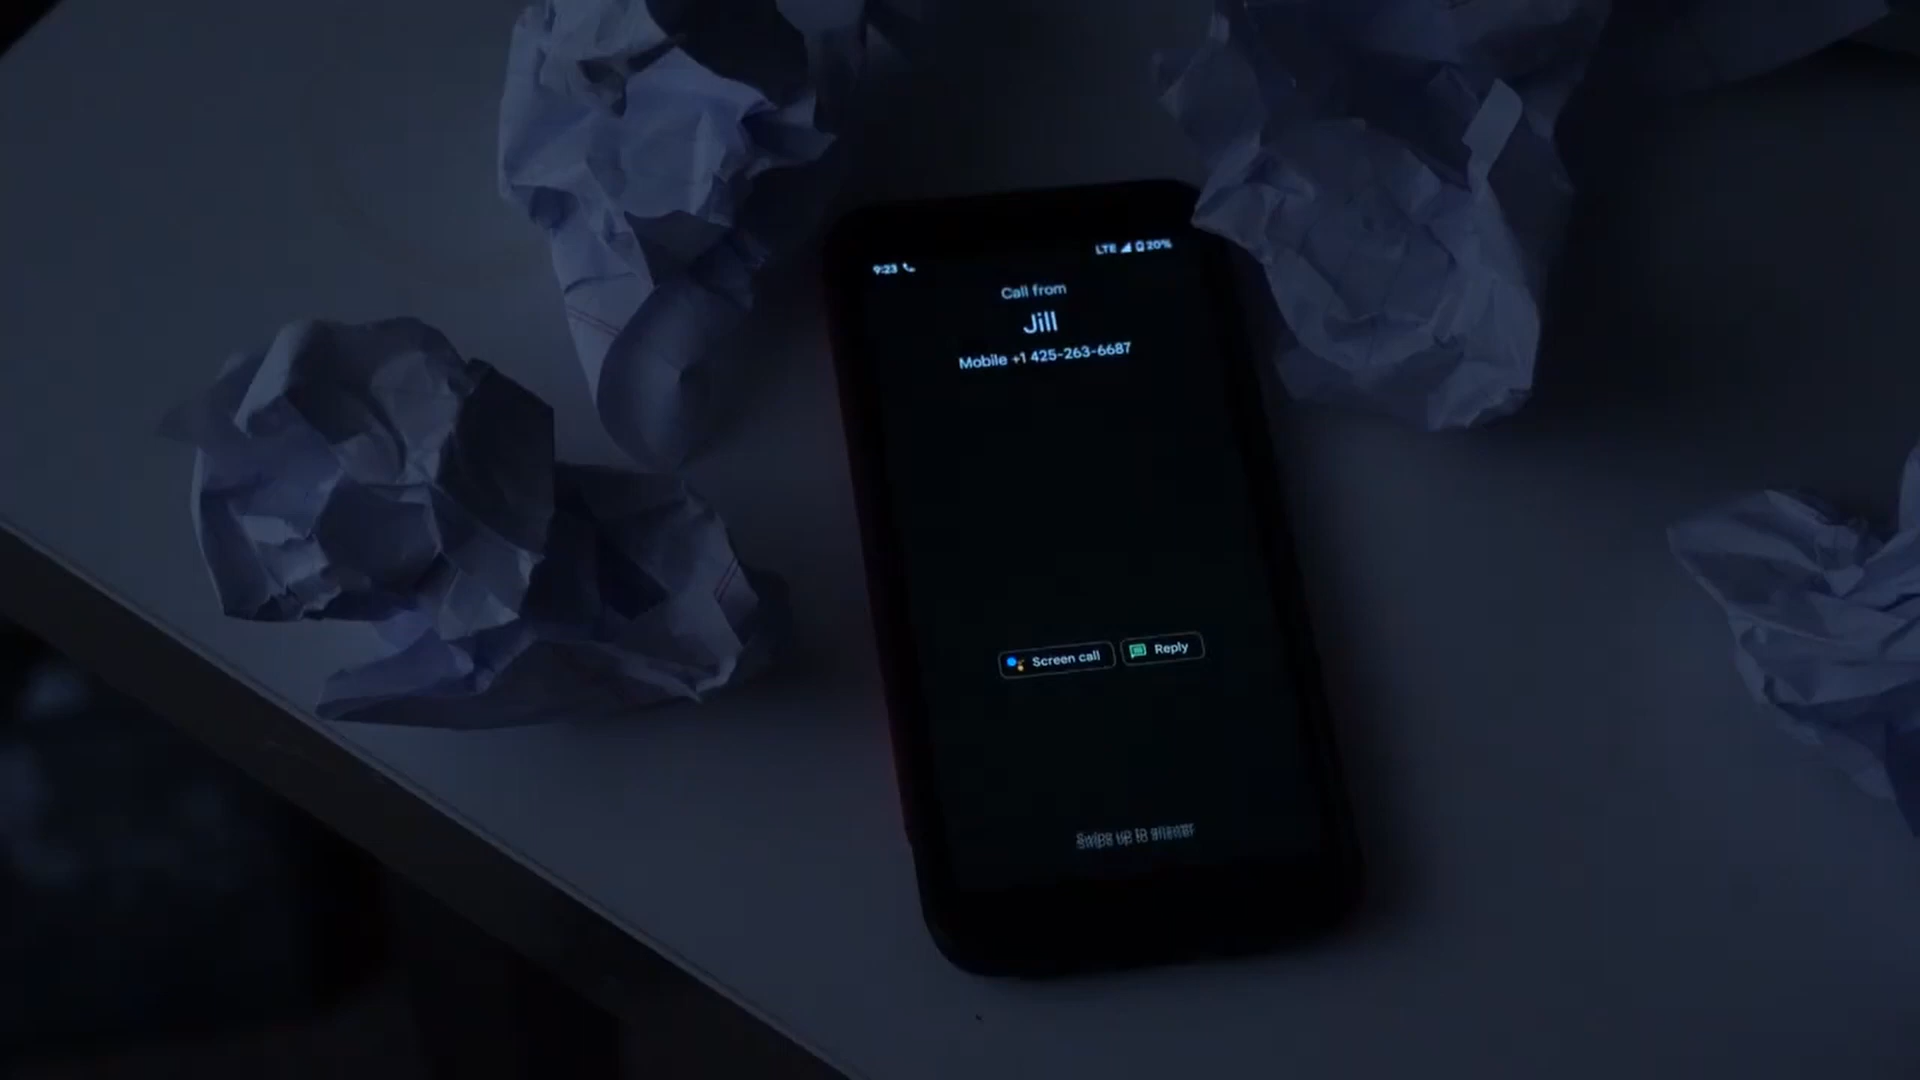 9:23 LTE 20%
Call from
Jill
Mobile +1 425-263-6687
Screen call Reply
Swipe up to answer